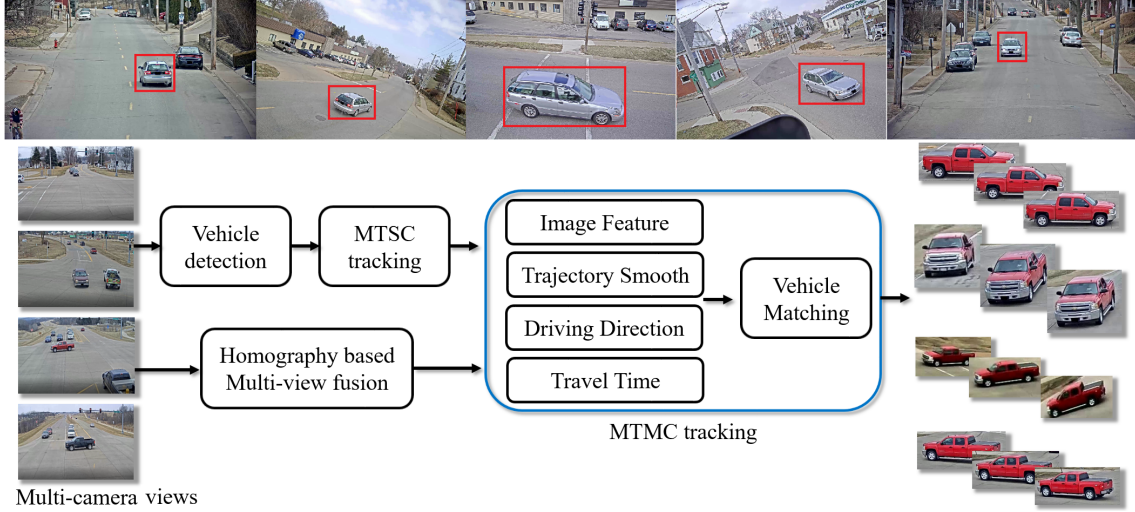 Vehicle
detection
MTSC
tracking
Homography based
Multi-view fusion
Image Feature
Trajectory Smooth
Driving Direction
Travel Time
Vehicle
Matching
MTMC tracking
Multi-camera views